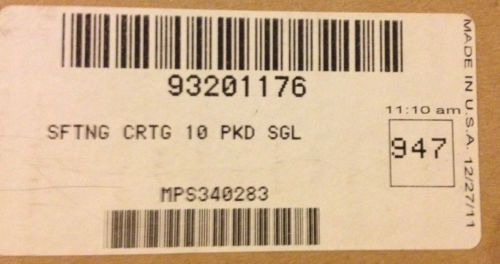 93201176
SFTNG CRTG 10 PKD SGL
MPS340283
11:10 am
947
MADE IN U.S.A. 12/27/11